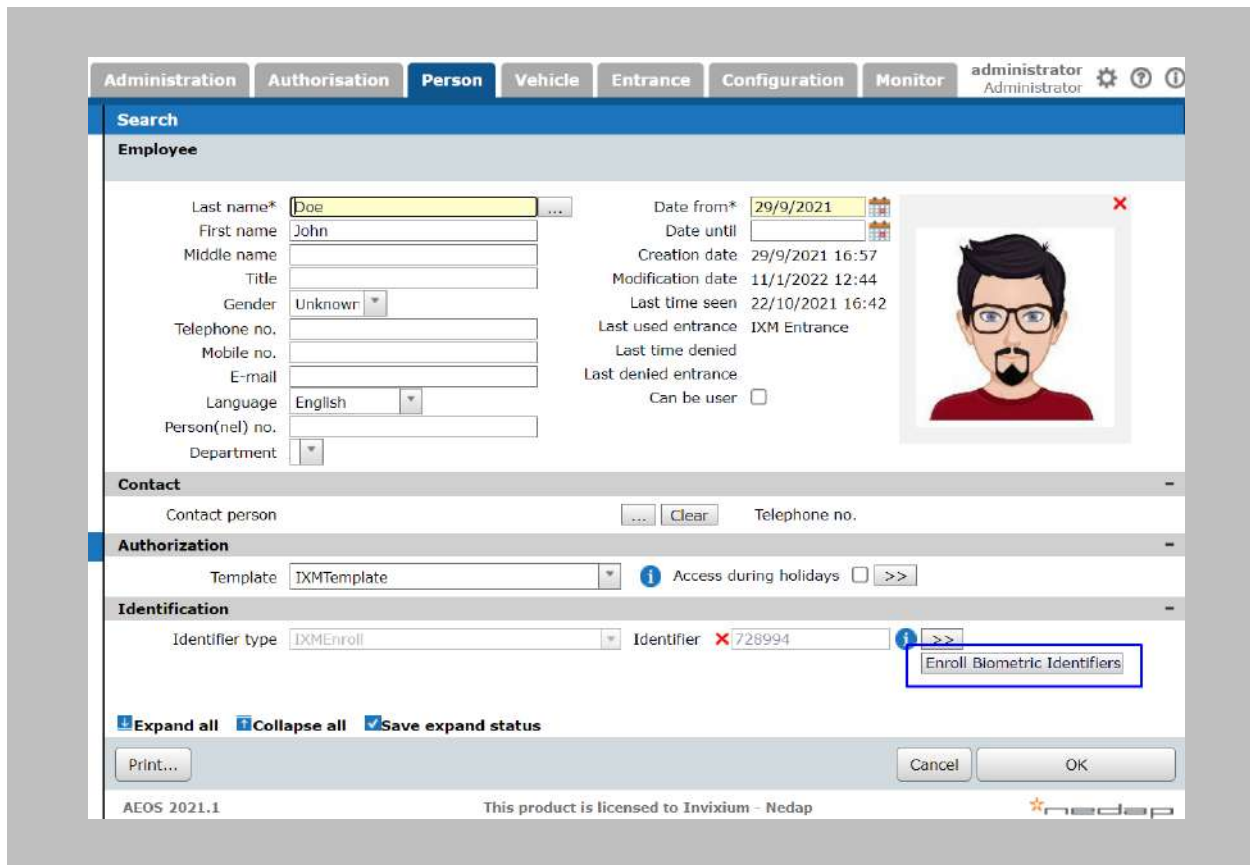 Administration Authorisation Person Vehicle Entrance Configuration Monitor administrator
Administrator
Search
Employee
Last name* Doe ... Date from* 29/9/2021
First name John Date until
Middle name Creation date 29/9/2021 16:57
Title Modification date 11/1/2022 12:44
Gender Unknowr Last time seen 22/10/2021 16:42
Telephone no. Last used entrance IXM Entrance
Mobile no. Last time denied
E-mail Last denied entrance
Language English Can be user
Person(nel) no.
Department
Contact -
Contact person ... Clear Telephone no.
Authorization -
Template IXMTemplate i Access during holidays >>
Identification -
Identifier type IXMEnroll Identifier 728994 i >>
Enroll Biometric Identifiers
Expand all Collapse all Save expand status
Print... Cancel OK
AEOS 2021.1 This product is licensed to Invixium - Nedap nedap